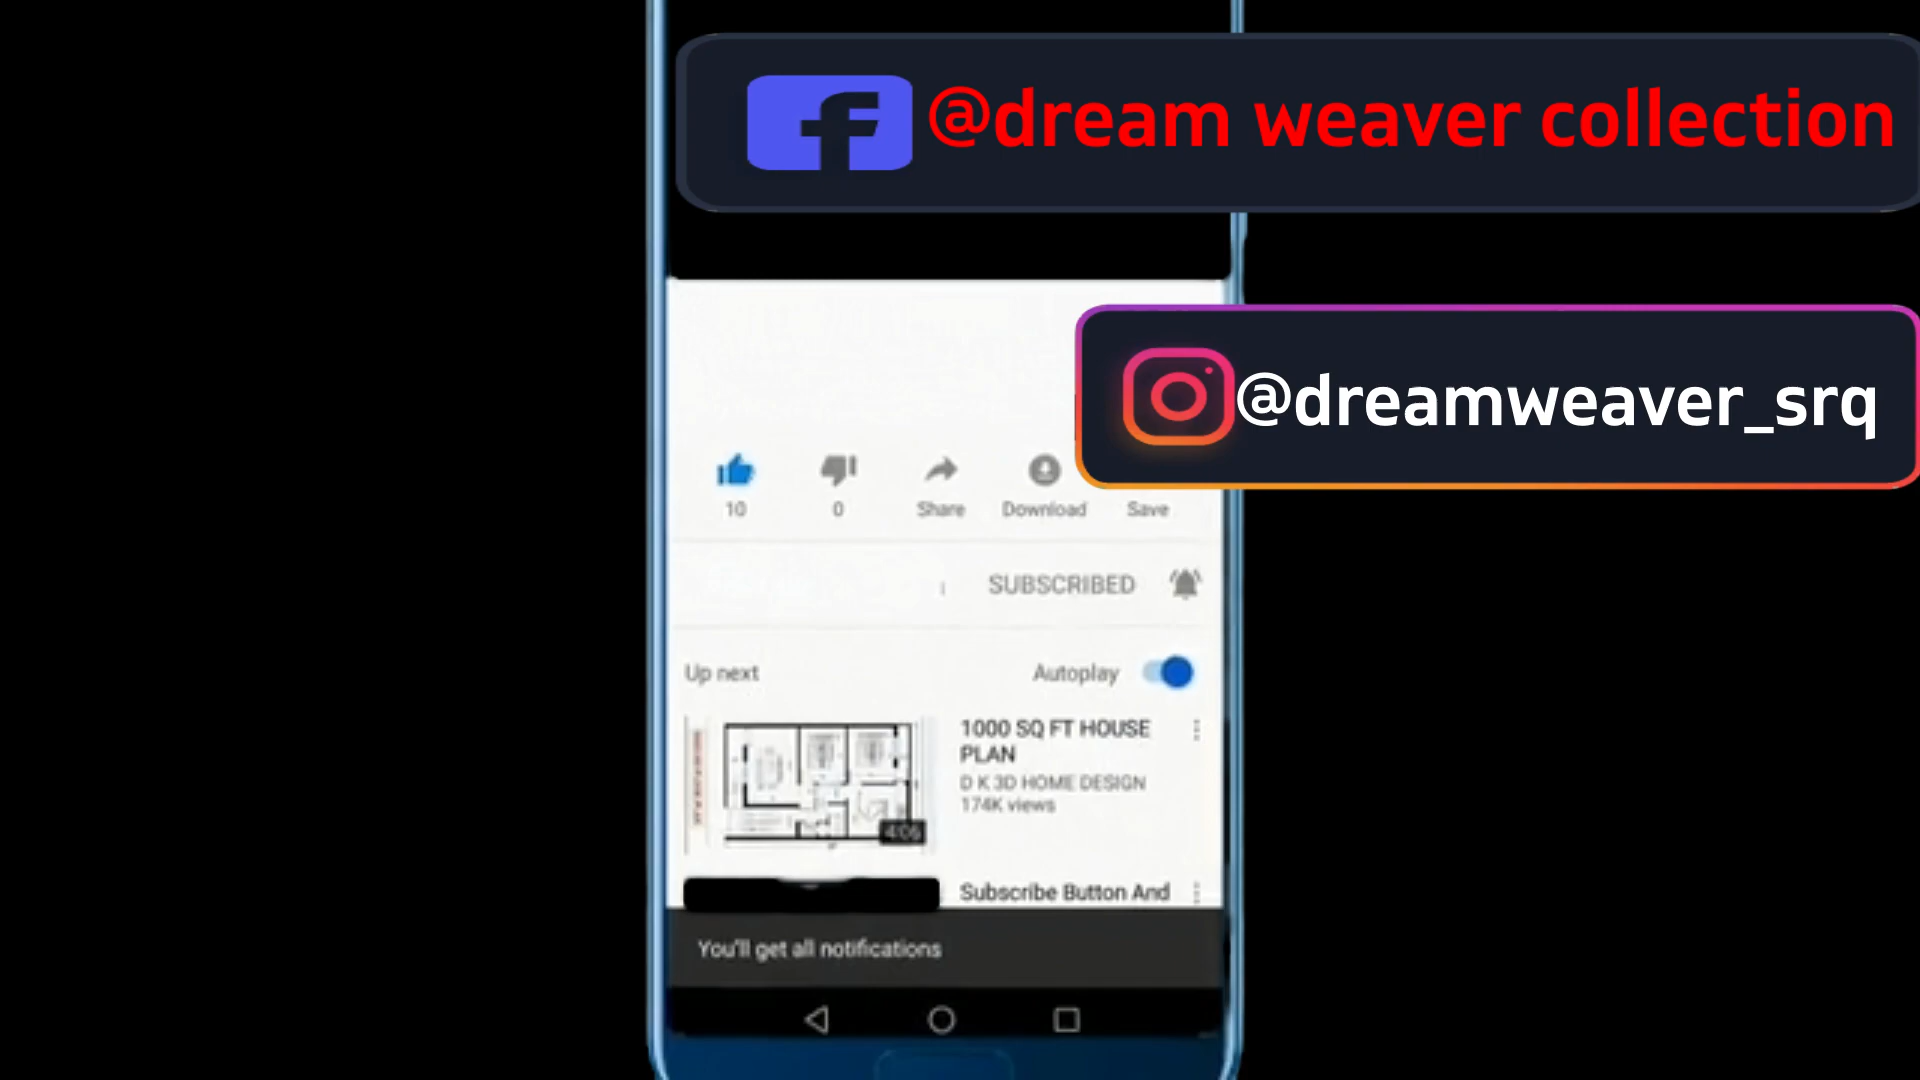 @dream weaver collection
@dreamweaver_srq
10
0
Share
Download
Save
SUBSCRIBED
Up next
Autoplay
1000 SQ FT HOUSE
PLAN
D K 3D HOME DESIGN
174K views
4:06
Subscribe Button And
You'll get all notifications